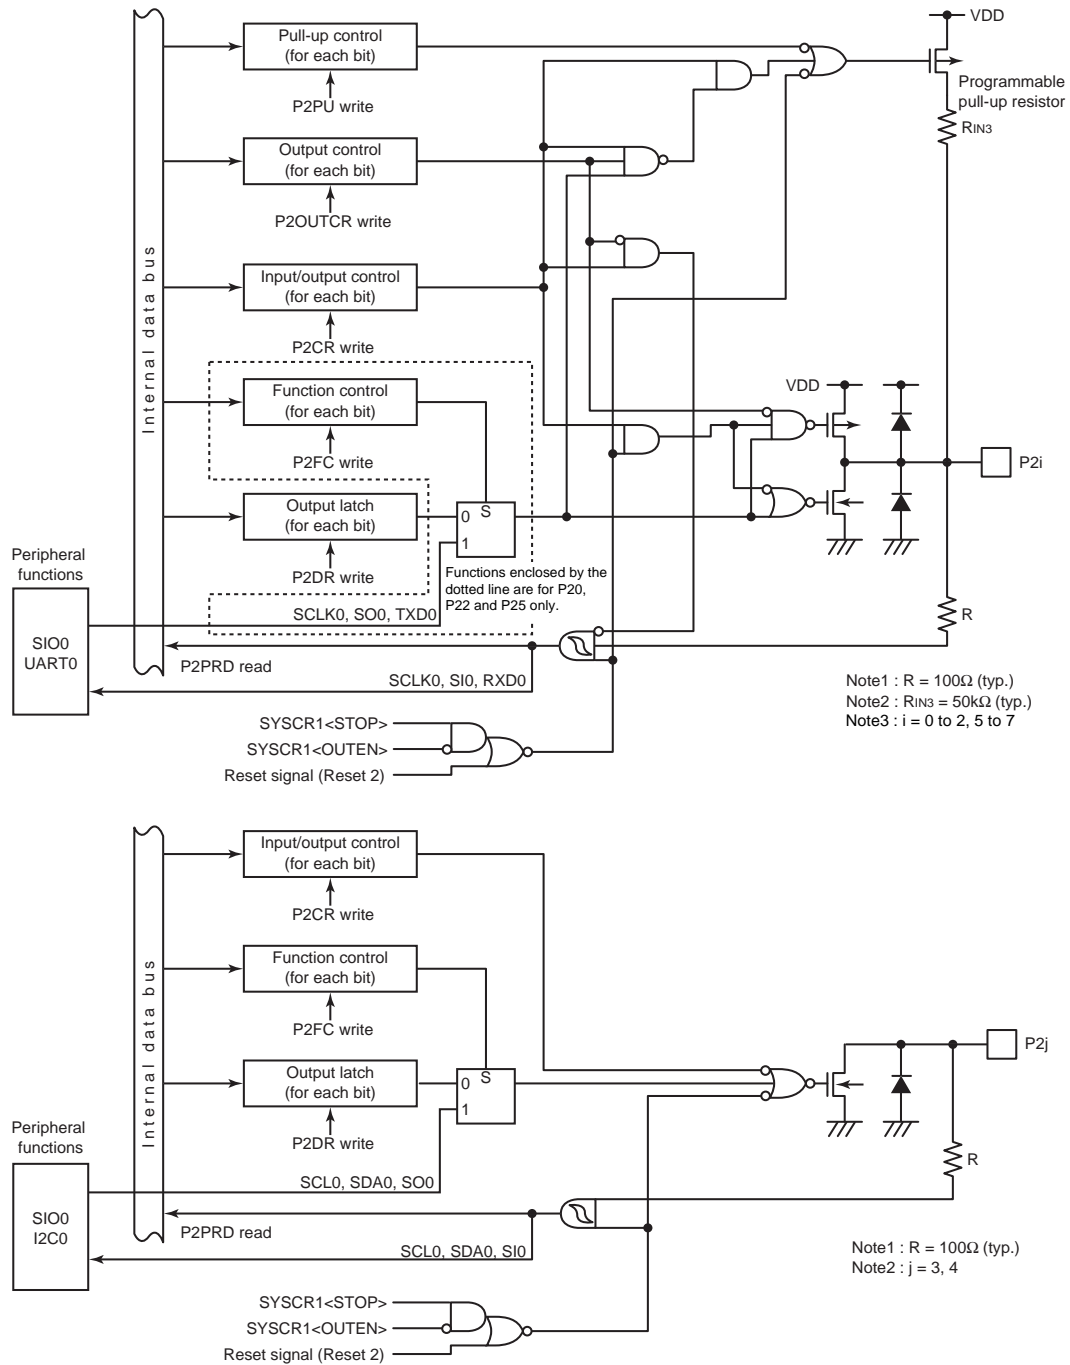 VDD
Pull-up control
(for each bit)
P2PU write
Programmable
pull-up resistor
RIN3
Output control
(for each bit)
P2OUTCR write
Internal data bus
Input/output control
(for each bit)
P2CR write
Function control
(for each bit)
P2FC write
VDD
P2i
Output latch
(for each bit)
P2DR write
0
S
1
Functions enclosed by the
dotted line are for P20,
P22 and P25 only.
Peripheral
functions
SIO0
UART0
SCLK0, SO0, TXD0
R
P2PRD read
SCLK0, SI0, RXD0
Note1 : R = 100Ω (typ.)
Note2 : RIN3 = 50kΩ (typ.)
Note3 : i = 0 to 2, 5 to 7
SYSCR1<STOP>
SYSCR1<OUTEN>
Reset signal (Reset 2)
Input/output control
(for each bit)
P2CR write
Internal data bus
Function control
(for each bit)
P2FC write
P2j
Output latch
(for each bit)
P2DR write
0
S
1
Peripheral
functions
SIO0
I2C0
SCL0, SDA0, SO0
R
P2PRD read
SCL0, SDA0, SI0
Note1 : R = 100Ω (typ.)
Note2 : j = 3, 4
SYSCR1<STOP>
SYSCR1<OUTEN>
Reset signal (Reset 2)